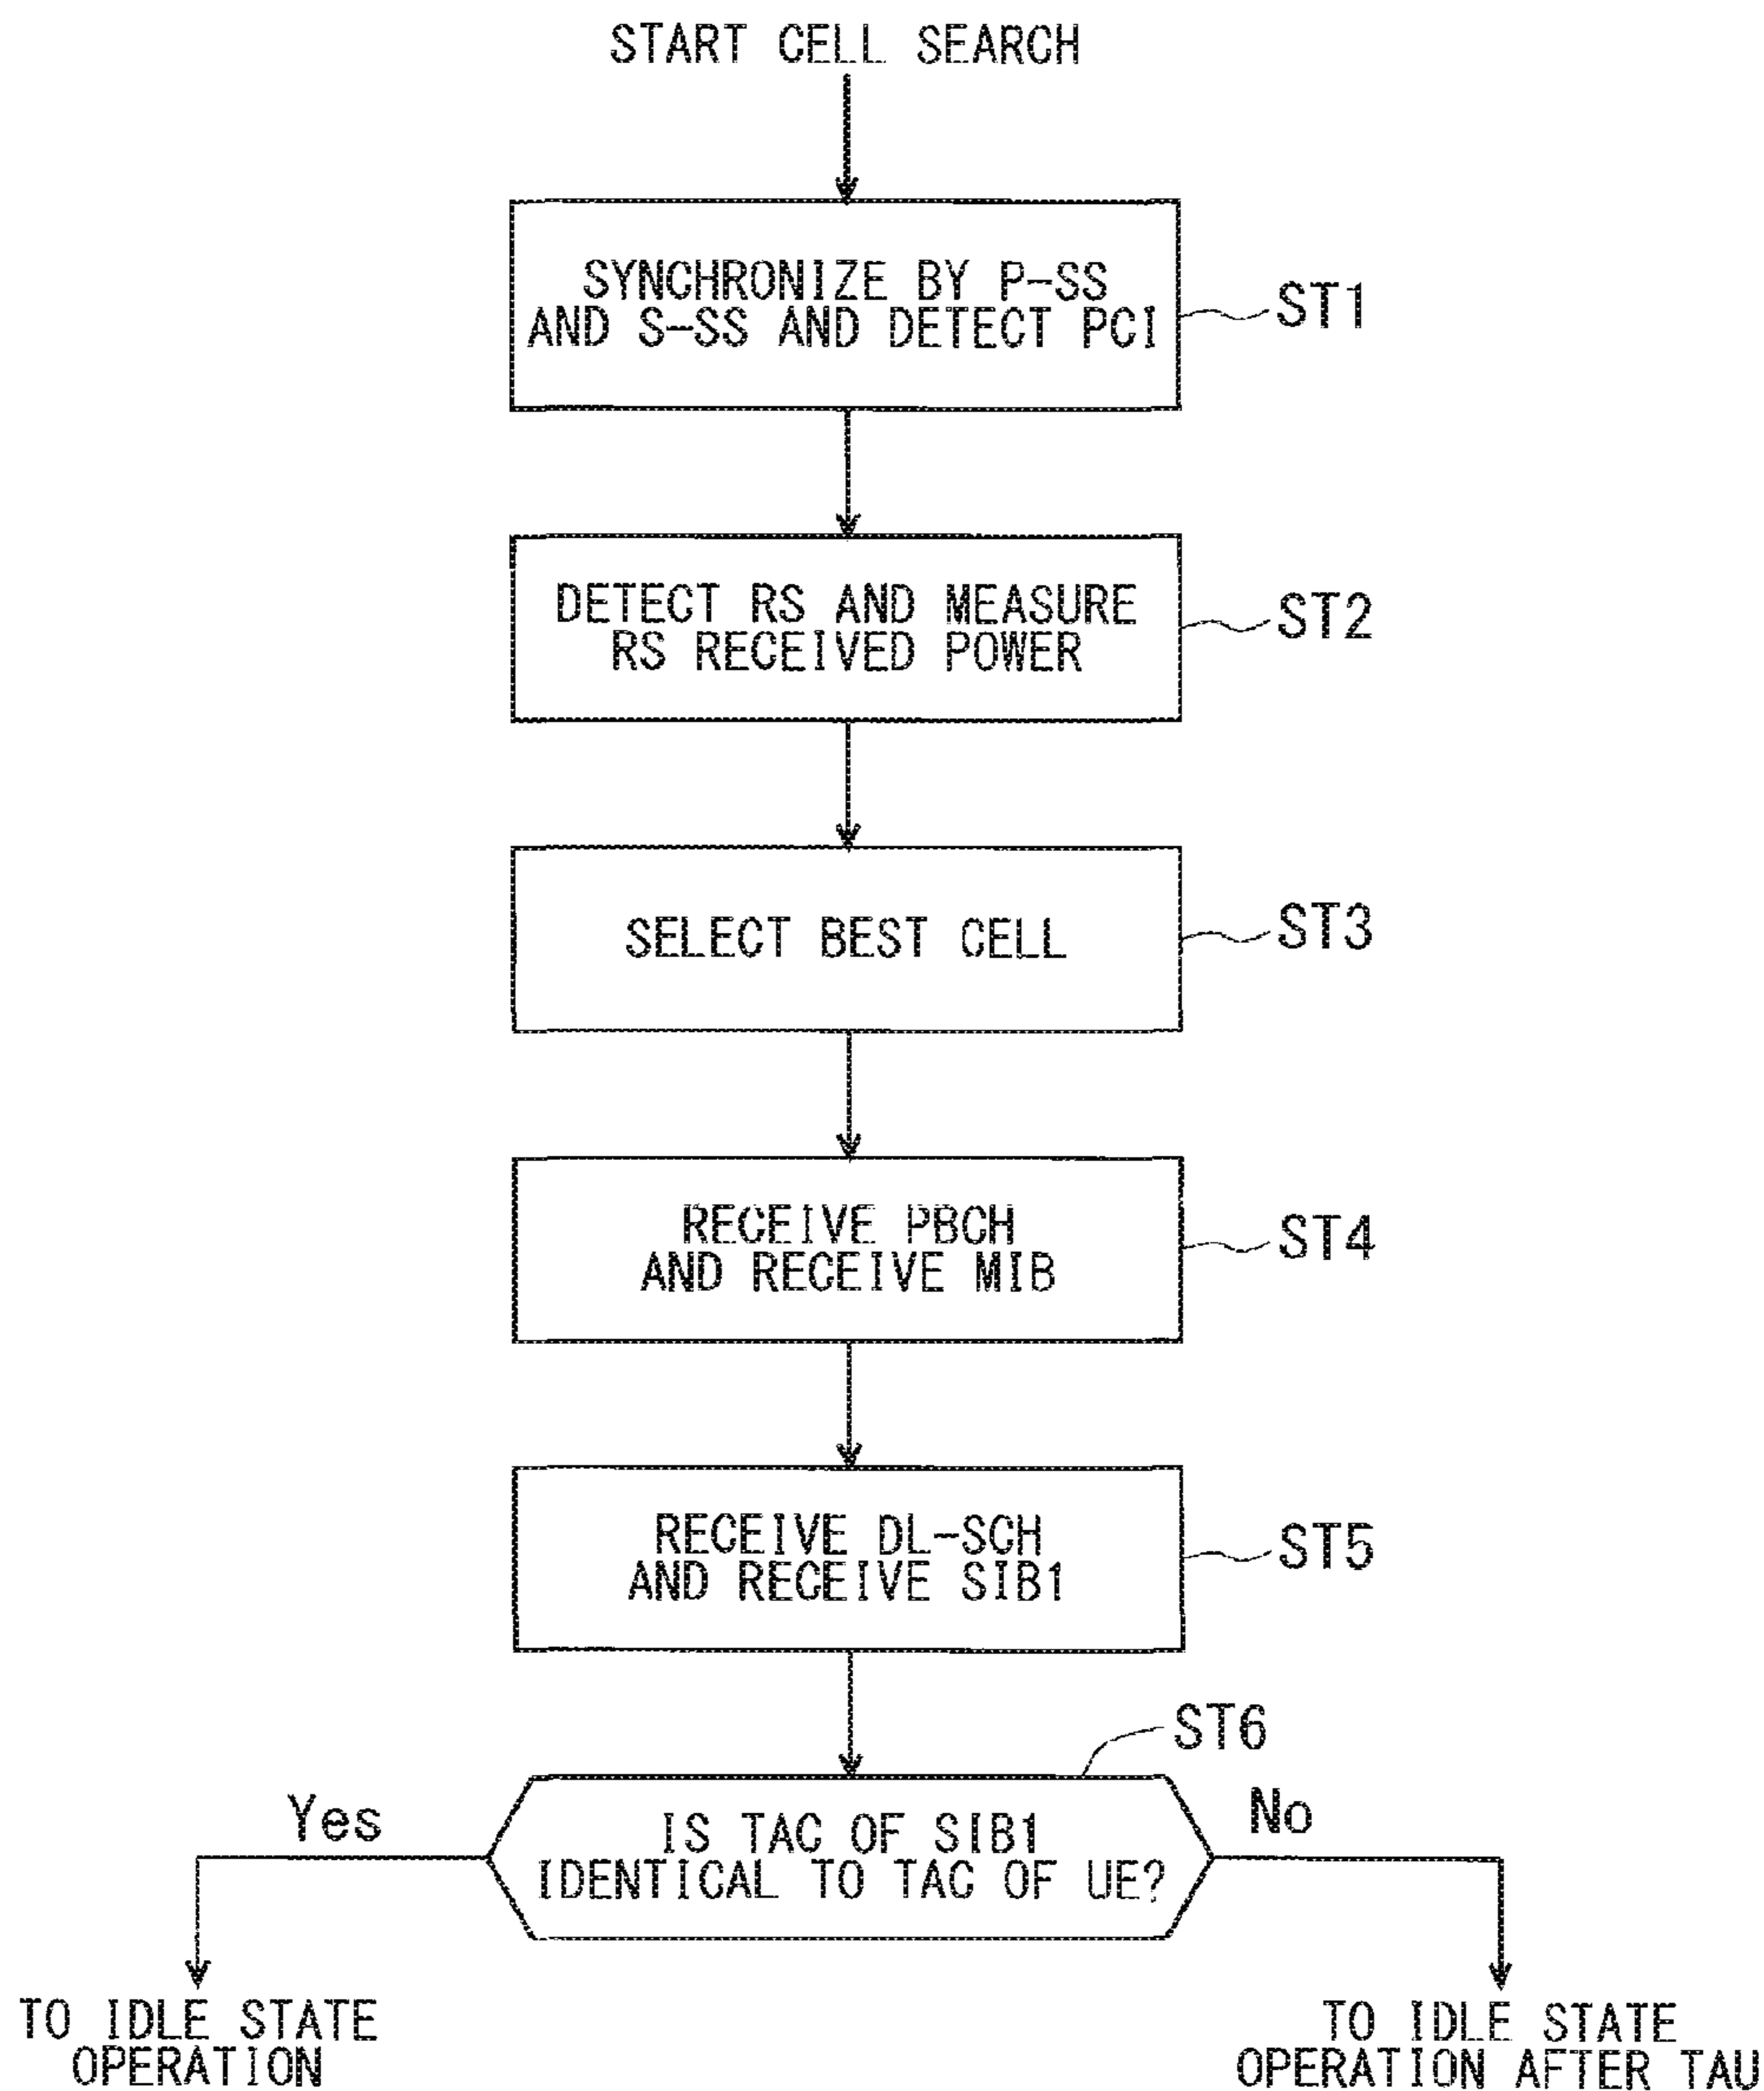 START CELL SEARCH
SYNCHRONIZE BY P-SS
AND S-SS AND DETECT PCI
ST1
DETECT RS AND MEASURE
RS RECEIVED POWER
ST2
SELECT BEST CELL
ST3
RECEIVE PBCH
AND RECEIVE MIB
ST4
RECEIVE DL-SCH
AND RECEIVE SIB1
ST5
ST6
Yes
IS TAC OF SIB1
IDENTICAL TO TAC OF UE?
No
TO IDLE STATE
OPERATION
TO IDLE STATE
OPERATION AFTER TAU